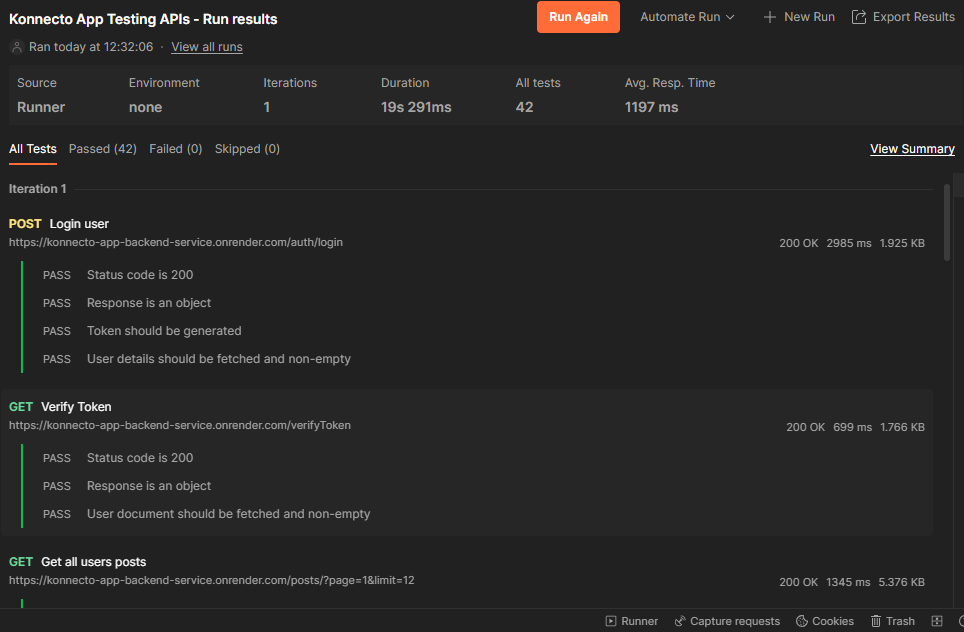 Konnecto App Testing APIs - Run results
Run Again
Automate Run
New Run
Export Results
Ran today at 12:32:06 · View all runs
Source Environment Iterations Duration All tests Avg. Resp. Time
Runner none 1 19s 291ms 42 1197 ms
All Tests Passed (42) Failed (0) Skipped (0) View Summary
Iteration 1
POST Login user
https://konnecto-app-backend-service.onrender.com/auth/login
200 OK 2985 ms 1.925 KB
PASS Status code is 200
PASS Response is an object
PASS Token should be generated
PASS User details should be fetched and non-empty
GET Verify Token
https://konnecto-app-backend-service.onrender.com/verifyToken
200 OK 699 ms 1.766 KB
PASS Status code is 200
PASS Response is an object
PASS User document should be fetched and non-empty
GET Get all users posts
https://konnecto-app-backend-service.onrender.com/posts/?page=1&limit=12
200 OK 1345 ms 5.376 KB
Runner Capture requests Cookies Trash